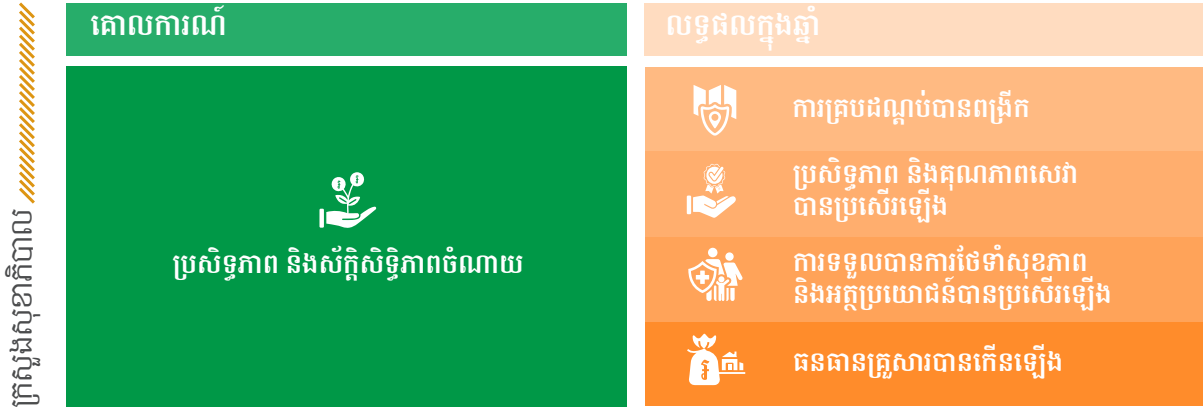 គោលការណ៍
ប្រសិទ្ធភាព និងស័ក្តិសិទ្ធិភាពចំណាយ
លទ្ធផលក្នុងឆ្នាំ
ការគ្របដណ្តប់បានពង្រីក
ប្រសិទ្ធភាព និងគុណភាពសេវា
បានប្រសើរឡើង
ការទទួលបានការថែទាំសុខភាព
និងអត្ថប្រយោជន៍បានប្រសើរឡើង
ធនធានគ្រួសារបានកើនឡើង
ក្រសួងសុខាភិបាល